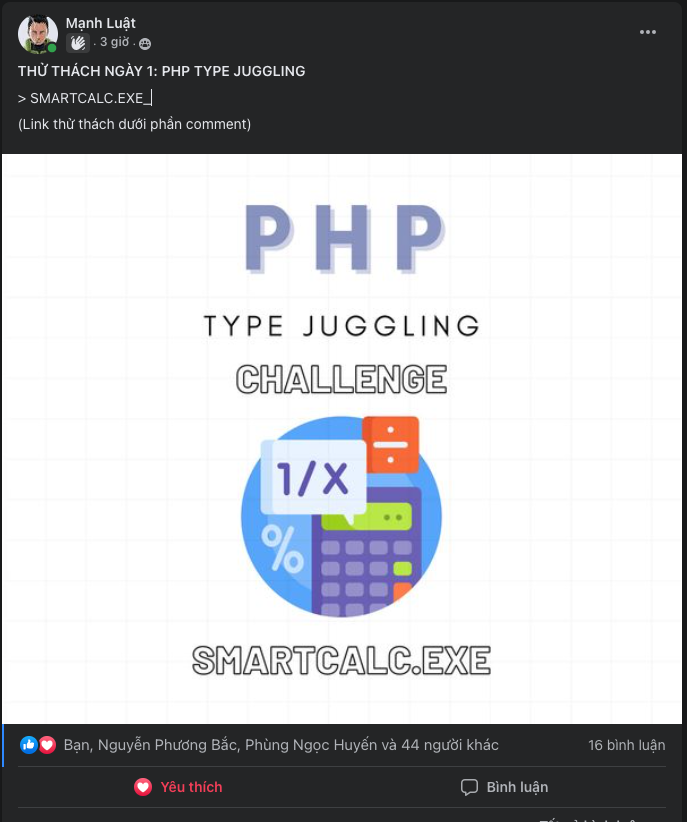 Mạnh Luật
· 3 giờ ·
THỬ THÁCH NGÀY 1: PHP TYPE JUGGLING
> SMARTCALC.EXE_
(Link thử thách dưới phần comment)
PHP
TYPE JUGGLING
CHALLENGE
1/X
%
SMARTCALC.EXE
Bạn, Nguyễn Phương Bắc, Phùng Ngọc Huyến và 44 người khác
16 bình luận
Yêu thích
Bình luận